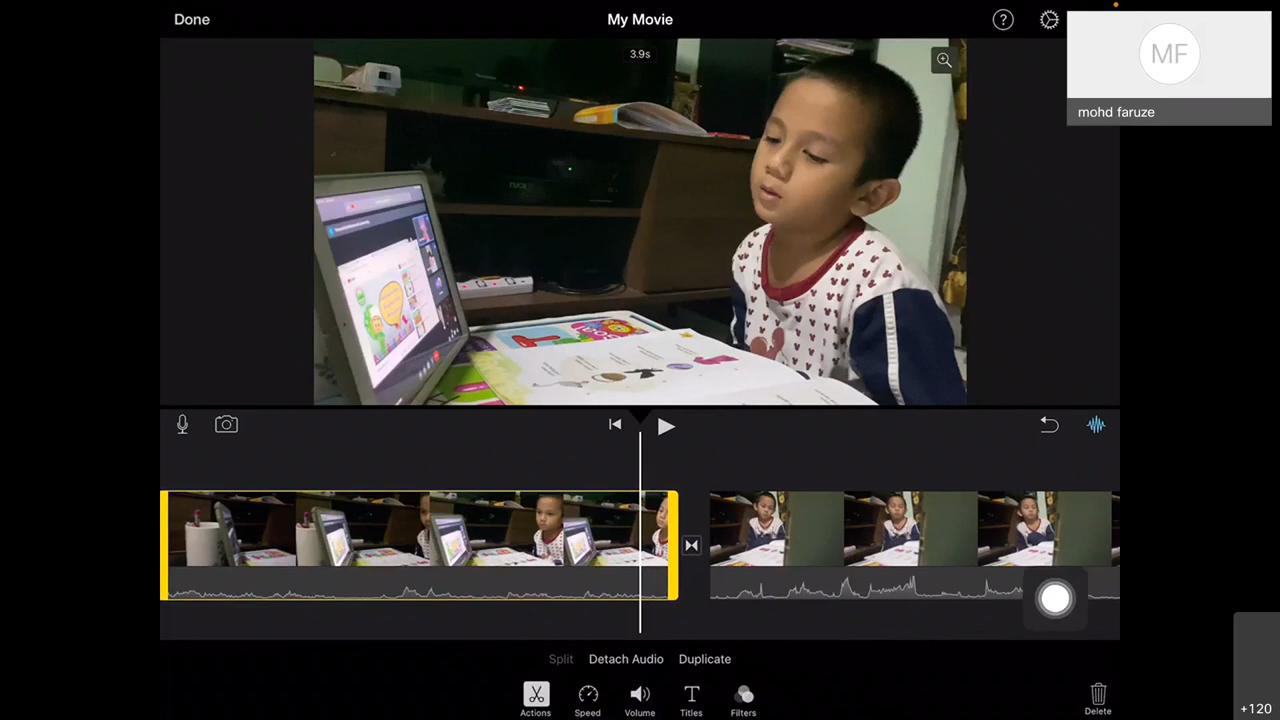 Done
My Movie
?
3.9s
MF
mohd faruze
Split
Detach Audio
Duplicate
Actions
Speed
Volume
T
Titles
Filters
Delete
+120